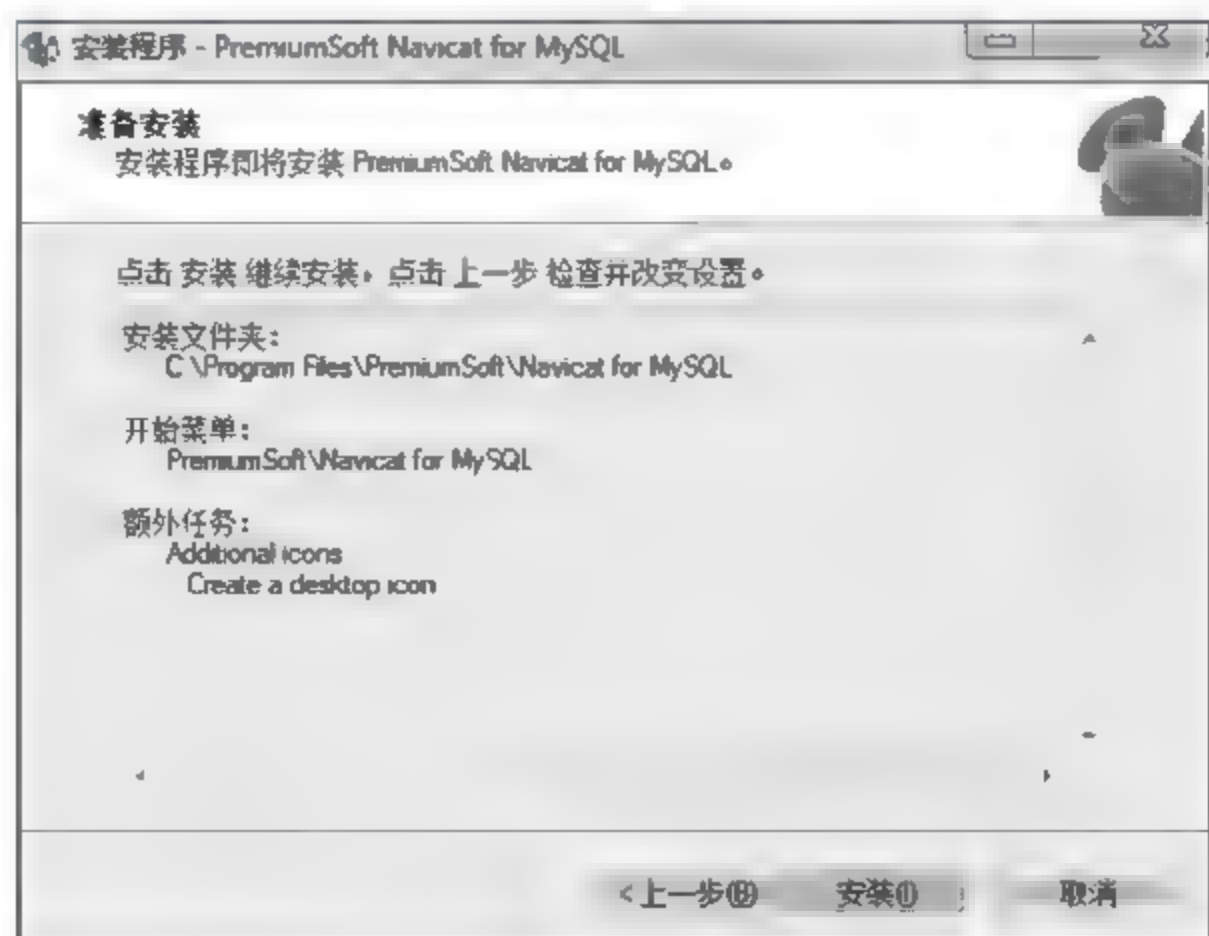 安装程序 - PremiumSoft Navicat for MySQL
准备安装
安装程序即将安装 PremiumSoft Navicat for MySQL。
点击 安装 继续安装，点击 上一步 检查并改变设置。
安装文件夹：
C:\Program Files\PremiumSoft\Navicat for MySQL
开始菜单：
PremiumSoft\Navicat for MySQL
额外任务：
Additional icons
Create a desktop icon
<上一步(B) 安装(I) 取消